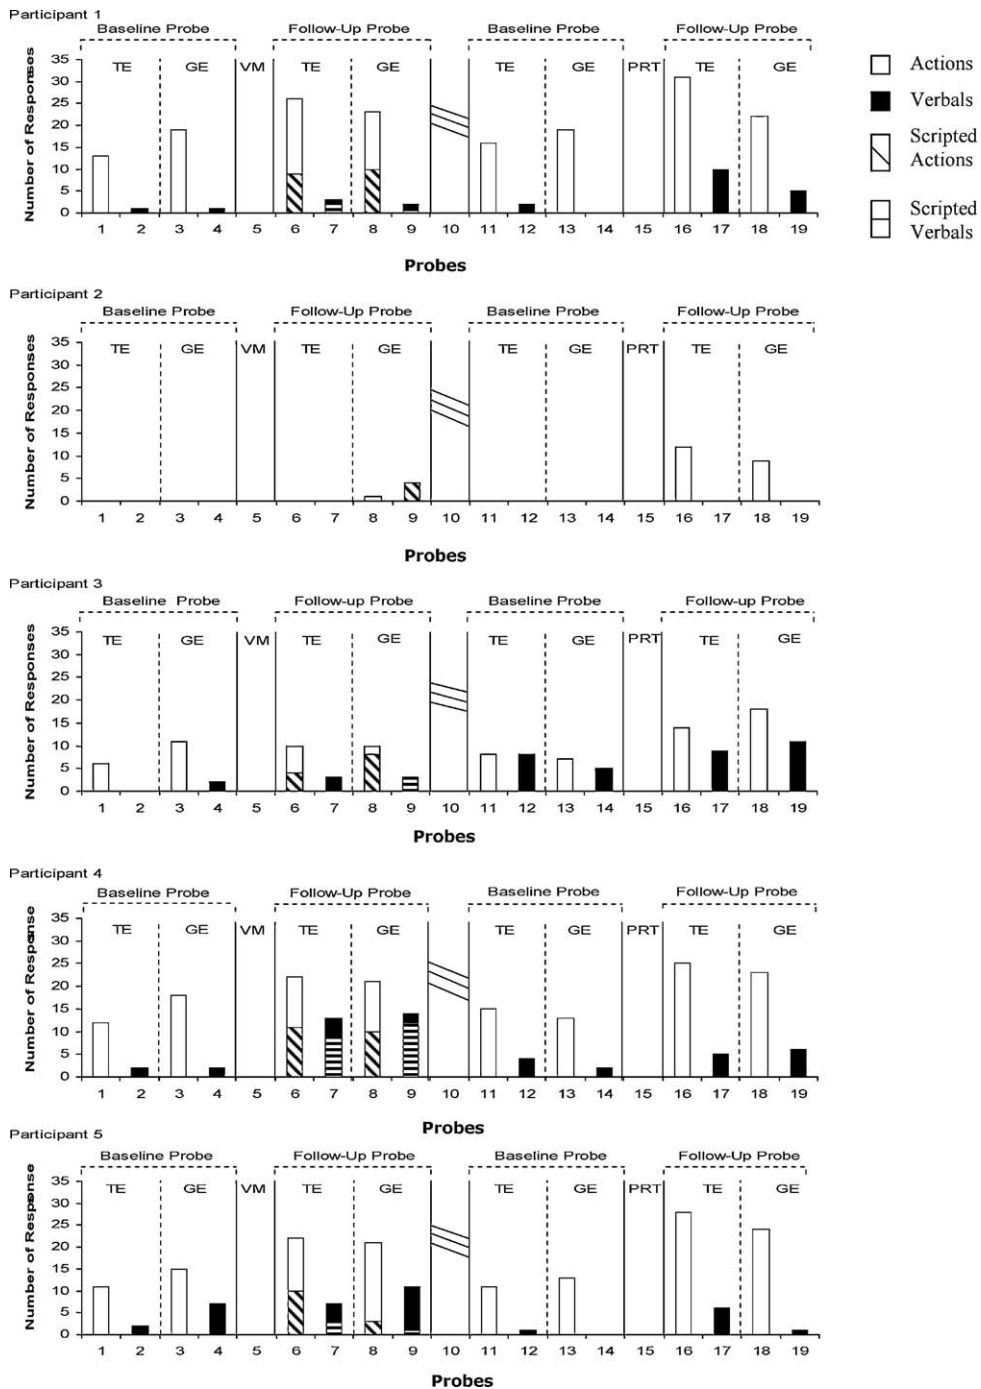 Participant 1
Baseline Probe Follow-Up Probe Baseline Probe Follow-Up Probe
Number of Responses
35
30
25
20
15
10
5
0
TE GE VM TE GE TE GE PRT TE GE
1 2 3 4 5 6 7 8 9 10 11 12 13 14 15 16 17 18 19
Probes
Actions
Verbals
Scripted
Actions
Scripted
Verbals
Participant 2
Baseline Probe Follow-Up Probe Baseline Probe Follow-Up Probe
Number of Responses
35
30
25
20
15
10
5
0
TE GE VM TE GE TE GE PRT TE GE
1 2 3 4 5 6 7 8 9 10 11 12 13 14 15 16 17 18 19
Probes
Participant 3
Baseline Probe Follow-up Probe Baseline Probe Follow-up Probe
Number of Responses
35
30
25
20
15
10
5
0
TE GE VM TE GE TE GE PRT TE GE
1 2 3 4 5 6 7 8 9 10 11 12 13 14 15 16 17 18 19
Probes
Participant 4
Baseline Probe Follow-Up Probe Baseline Probe Follow-Up Probe
Number of Response
35
30
25
20
15
10
5
0
TE GE VM TE GE TE GE PRT TE GE
1 2 3 4 5 6 7 8 9 10 11 12 13 14 15 16 17 18 19
Probes
Participant 5
Baseline Probe Follow-Up Probe Baseline Probe Follow-Up Probe
Number of Response
35
30
25
20
15
10
5
0
TE GE VM TE GE TE GE PRT TE GE
1 2 3 4 5 6 7 8 9 10 11 12 13 14 15 16 17 18 19
Probes